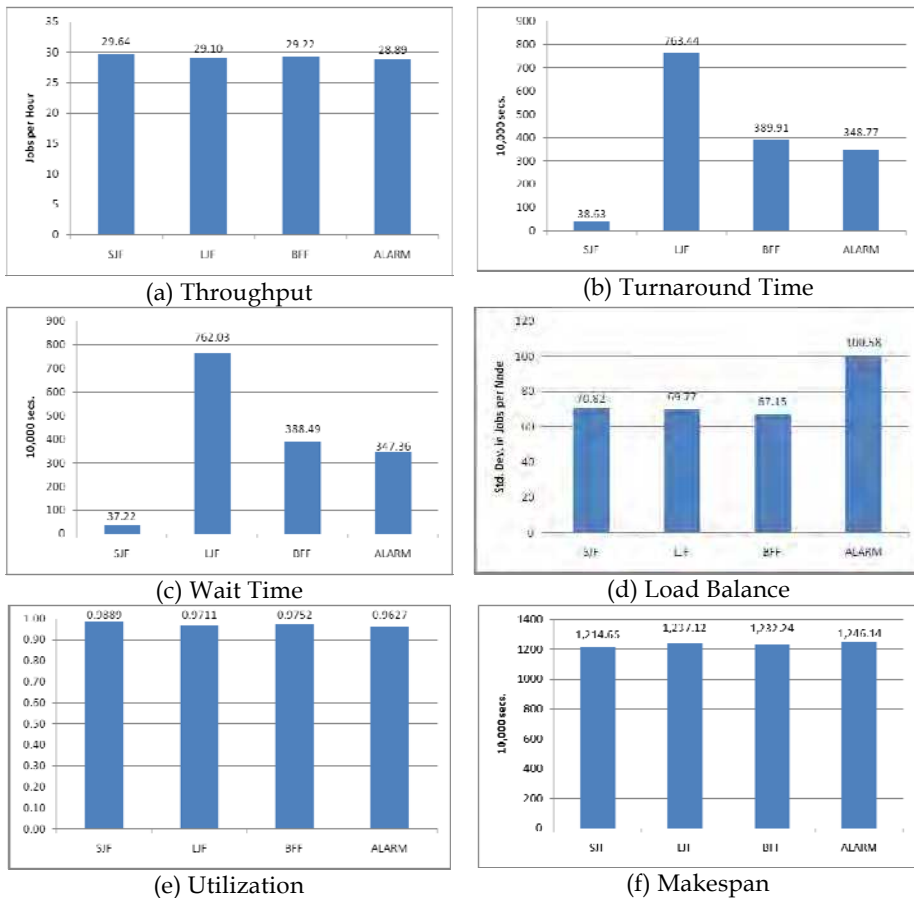 35
30
25
20
15
10
5
0
Jobs per Hour
29.64
29.10
29.22
28.89
SJF
LJF
BFF
ALARM
(a) Throughput
900
800
700
600
500
400
300
200
100
0
10,000 secs.
38.63
763.44
389.91
348.77
SJF
LJF
BFF
ALARM
(b) Turnaround Time
900
800
700
600
500
400
300
200
100
0
10,000 secs.
37.22
762.03
388.49
347.36
SJF
LJF
BFF
ALARM
(c) Wait Time
120
100
80
60
40
20
0
Std. Dev. in Jobs per Node
70.82
69.77
67.15
100.58
SJF
LJF
BFF
ALARM
(d) Load Balance
1.00
0.90
0.80
0.70
0.60
0.50
0.40
0.30
0.20
0.10
0.00
0.9889
0.9711
0.9752
0.9627
SJF
LJF
BFF
ALARM
(e) Utilization
1400
1200
1000
800
600
400
200
0
10,000 secs.
1,214.65
1,237.12
1,232.24
1,246.14
SJF
LJF
BFF
ALARM
(f) Makespan